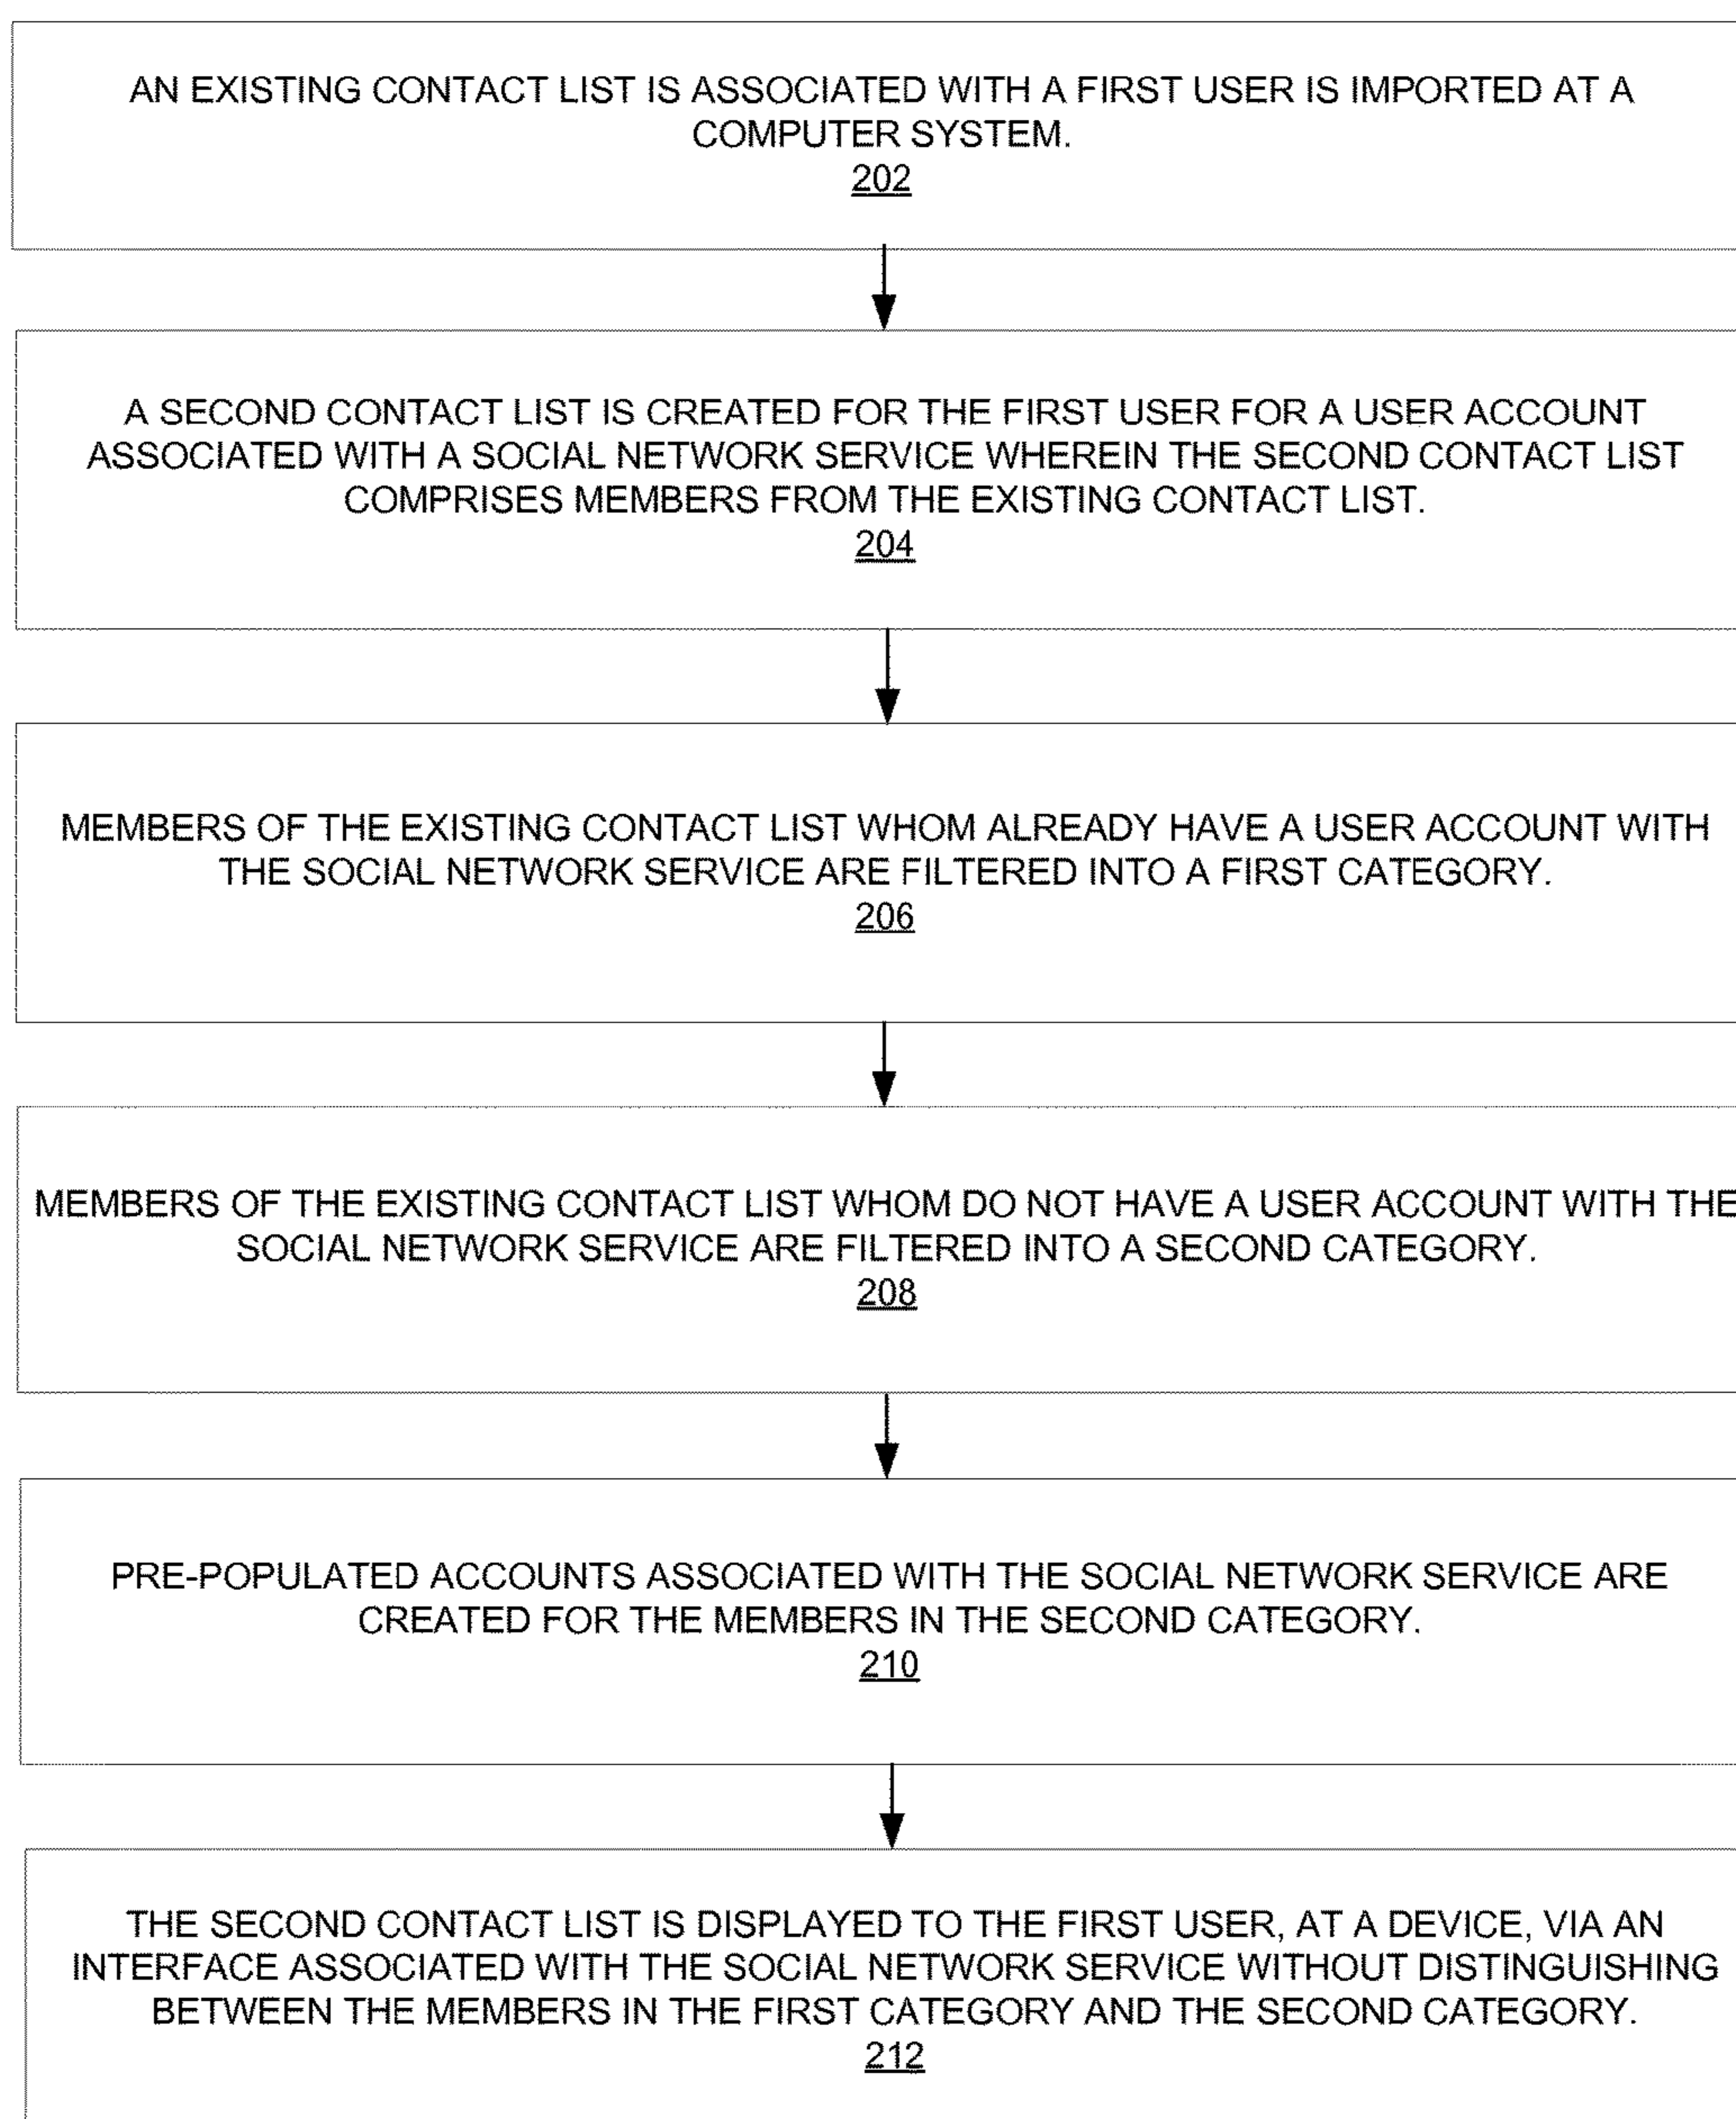 AN EXISTING CONTACT LIST IS ASSOCIATED WITH A FIRST USER IS IMPORTED AT A
COMPUTER SYSTEM.
202
A SECOND CONTACT LIST IS CREATED FOR THE FIRST USER FOR A USER ACCOUNT
ASSOCIATED WITH A SOCIAL NETWORK SERVICE WHEREIN THE SECOND CONTACT LIST
COMPRISES MEMBERS FROM THE EXISTING CONTACT LIST.
204
MEMBERS OF THE EXISTING CONTACT LIST WHOM ALREADY HAVE A USER ACCOUNT WITH
THE SOCIAL NETWORK SERVICE ARE FILTERED INTO A FIRST CATEGORY.
206
MEMBERS OF THE EXISTING CONTACT LIST WHOM DO NOT HAVE A USER ACCOUNT WITH THE
SOCIAL NETWORK SERVICE ARE FILTERED INTO A SECOND CATEGORY.
208
PRE-POPULATED ACCOUNTS ASSOCIATED WITH THE SOCIAL NETWORK SERVICE ARE
CREATED FOR THE MEMBERS IN THE SECOND CATEGORY.
210
THE SECOND CONTACT LIST IS DISPLAYED TO THE FIRST USER, AT A DEVICE, VIA AN
INTERFACE ASSOCIATED WITH THE SOCIAL NETWORK SERVICE WITHOUT DISTINGUISHING
BETWEEN THE MEMBERS IN THE FIRST CATEGORY AND THE SECOND CATEGORY.
212